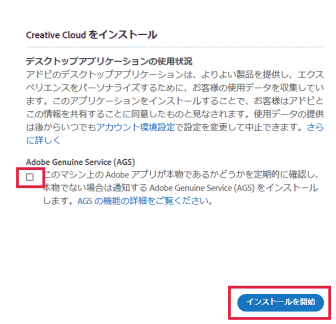 Creative Cloud をインストール
デスクトップアプリケーションの使用状況
アドビのデスクトップアプリケーションは、よりよい製品を提供し、エクス
ペリエンスをパーソナライズするために、お客様の使用データを収集してい
ます。このアプリケーションをインストールすることで、お客様はアドビと
この情報を共有することに同意したものと見なされます。使用データの提供
は後からいつでもアカウント環境設定で設定を変更して中止できます。さら
に詳しく
Adobe Genuine Service (AGS)
このマシン上の Adobe アプリが本物であるかどうかを定期的に確認し、
本物でない場合は通知する Adobe Genuine Service (AGS) をインストール
します。AGS の機能の詳細をご覧ください。
インストールを開始